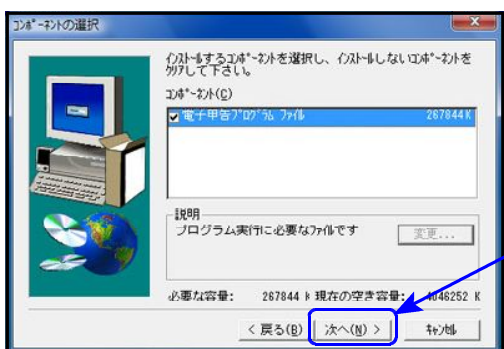 コンポーネントの選択
インストールするコンポーネントを選択し、インストールしないコンポーネントを
クリアして下さい。
コンポーネント(C)
電子申告プログラム ファイル 267844 K
説明
プログラム実行に必要なファイルです
変更...
必要な容量: 267844 K 現在の空き容量: 4046252 K
< 戻る(B) 次へ(N) > キャンセル